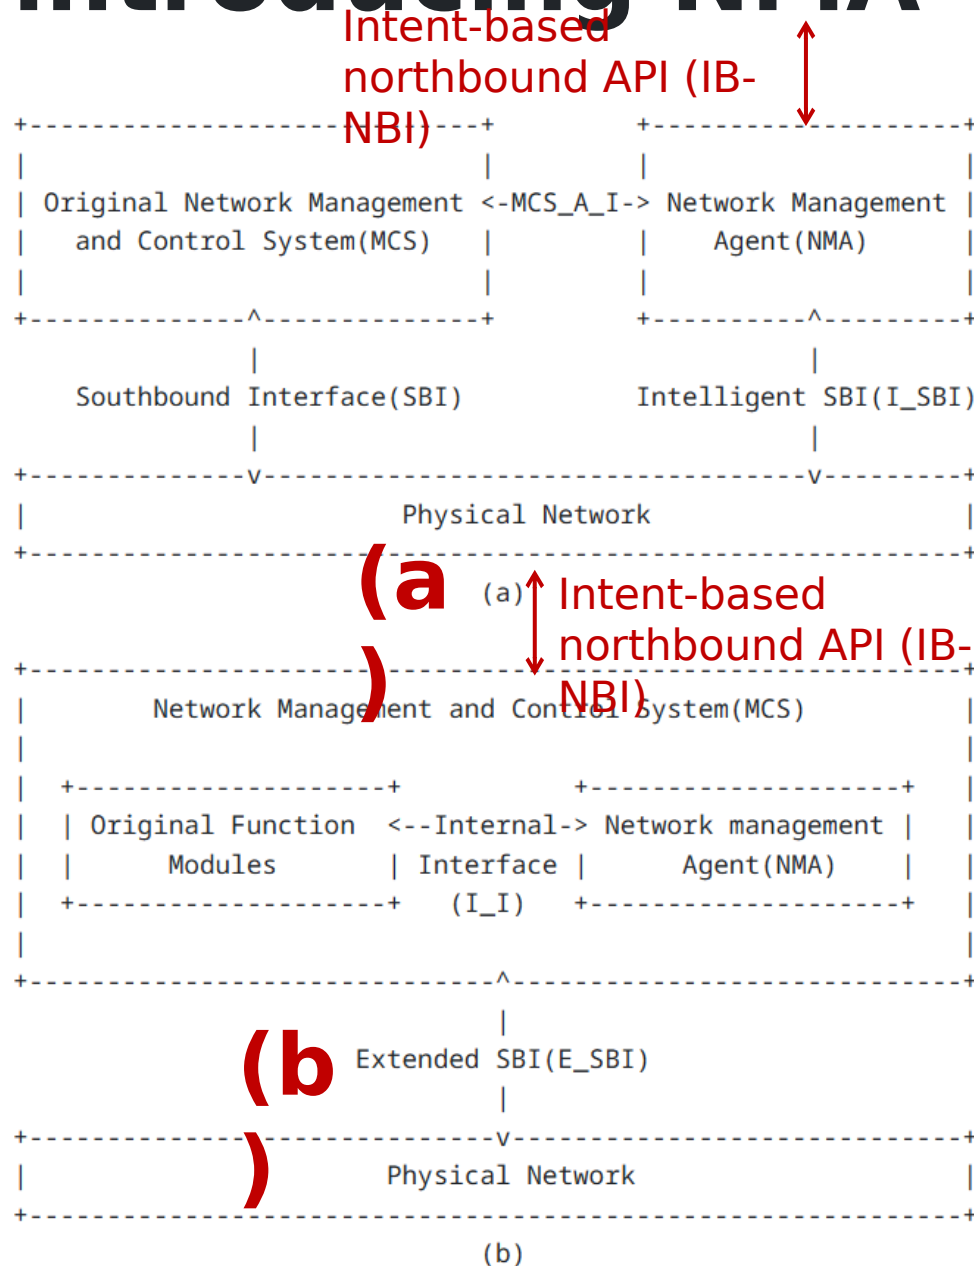 Introducing NMA
Intent-based
northbound API (IB-
NBI)
+-----------------------------+         +--------------------+
|                             |         |                    |
| Original Network Management <-MCS_A_I-> Network Management |
|   and Control System(MCS)   |         |    Agent(NMA)      |
|                             |         |                    |
+--------------^--------------+         +----------^---------+
               |                                   |
    Southbound Interface(SBI)           Intelligent SBI(I_SBI)
               |                                   |
+--------------v-----------------------------------v---------+
|                        Physical Network                    |
+------------------------------------------------------------+
(a
)
(a)
Intent-based
northbound API (IB-
NBI)
+------------------------------------------------------------+
|        Network Management and Control System(MCS)          |
|                                                            |
|  +--------------------+           +--------------------+   |
|  | Original Function  <--Internal-> Network management |   |
|  |      Modules       | Interface |      Agent(NMA)    |   |
|  +--------------------+   (I_I)   +--------------------+   |
|                                                            |
+------------------------------^-----------------------------+
                               |
(b
)
                     Extended SBI(E_SBI)
                               |
+------------------------------v-----------------------------+
|                       Physical Network                     |
+------------------------------------------------------------+
(b)